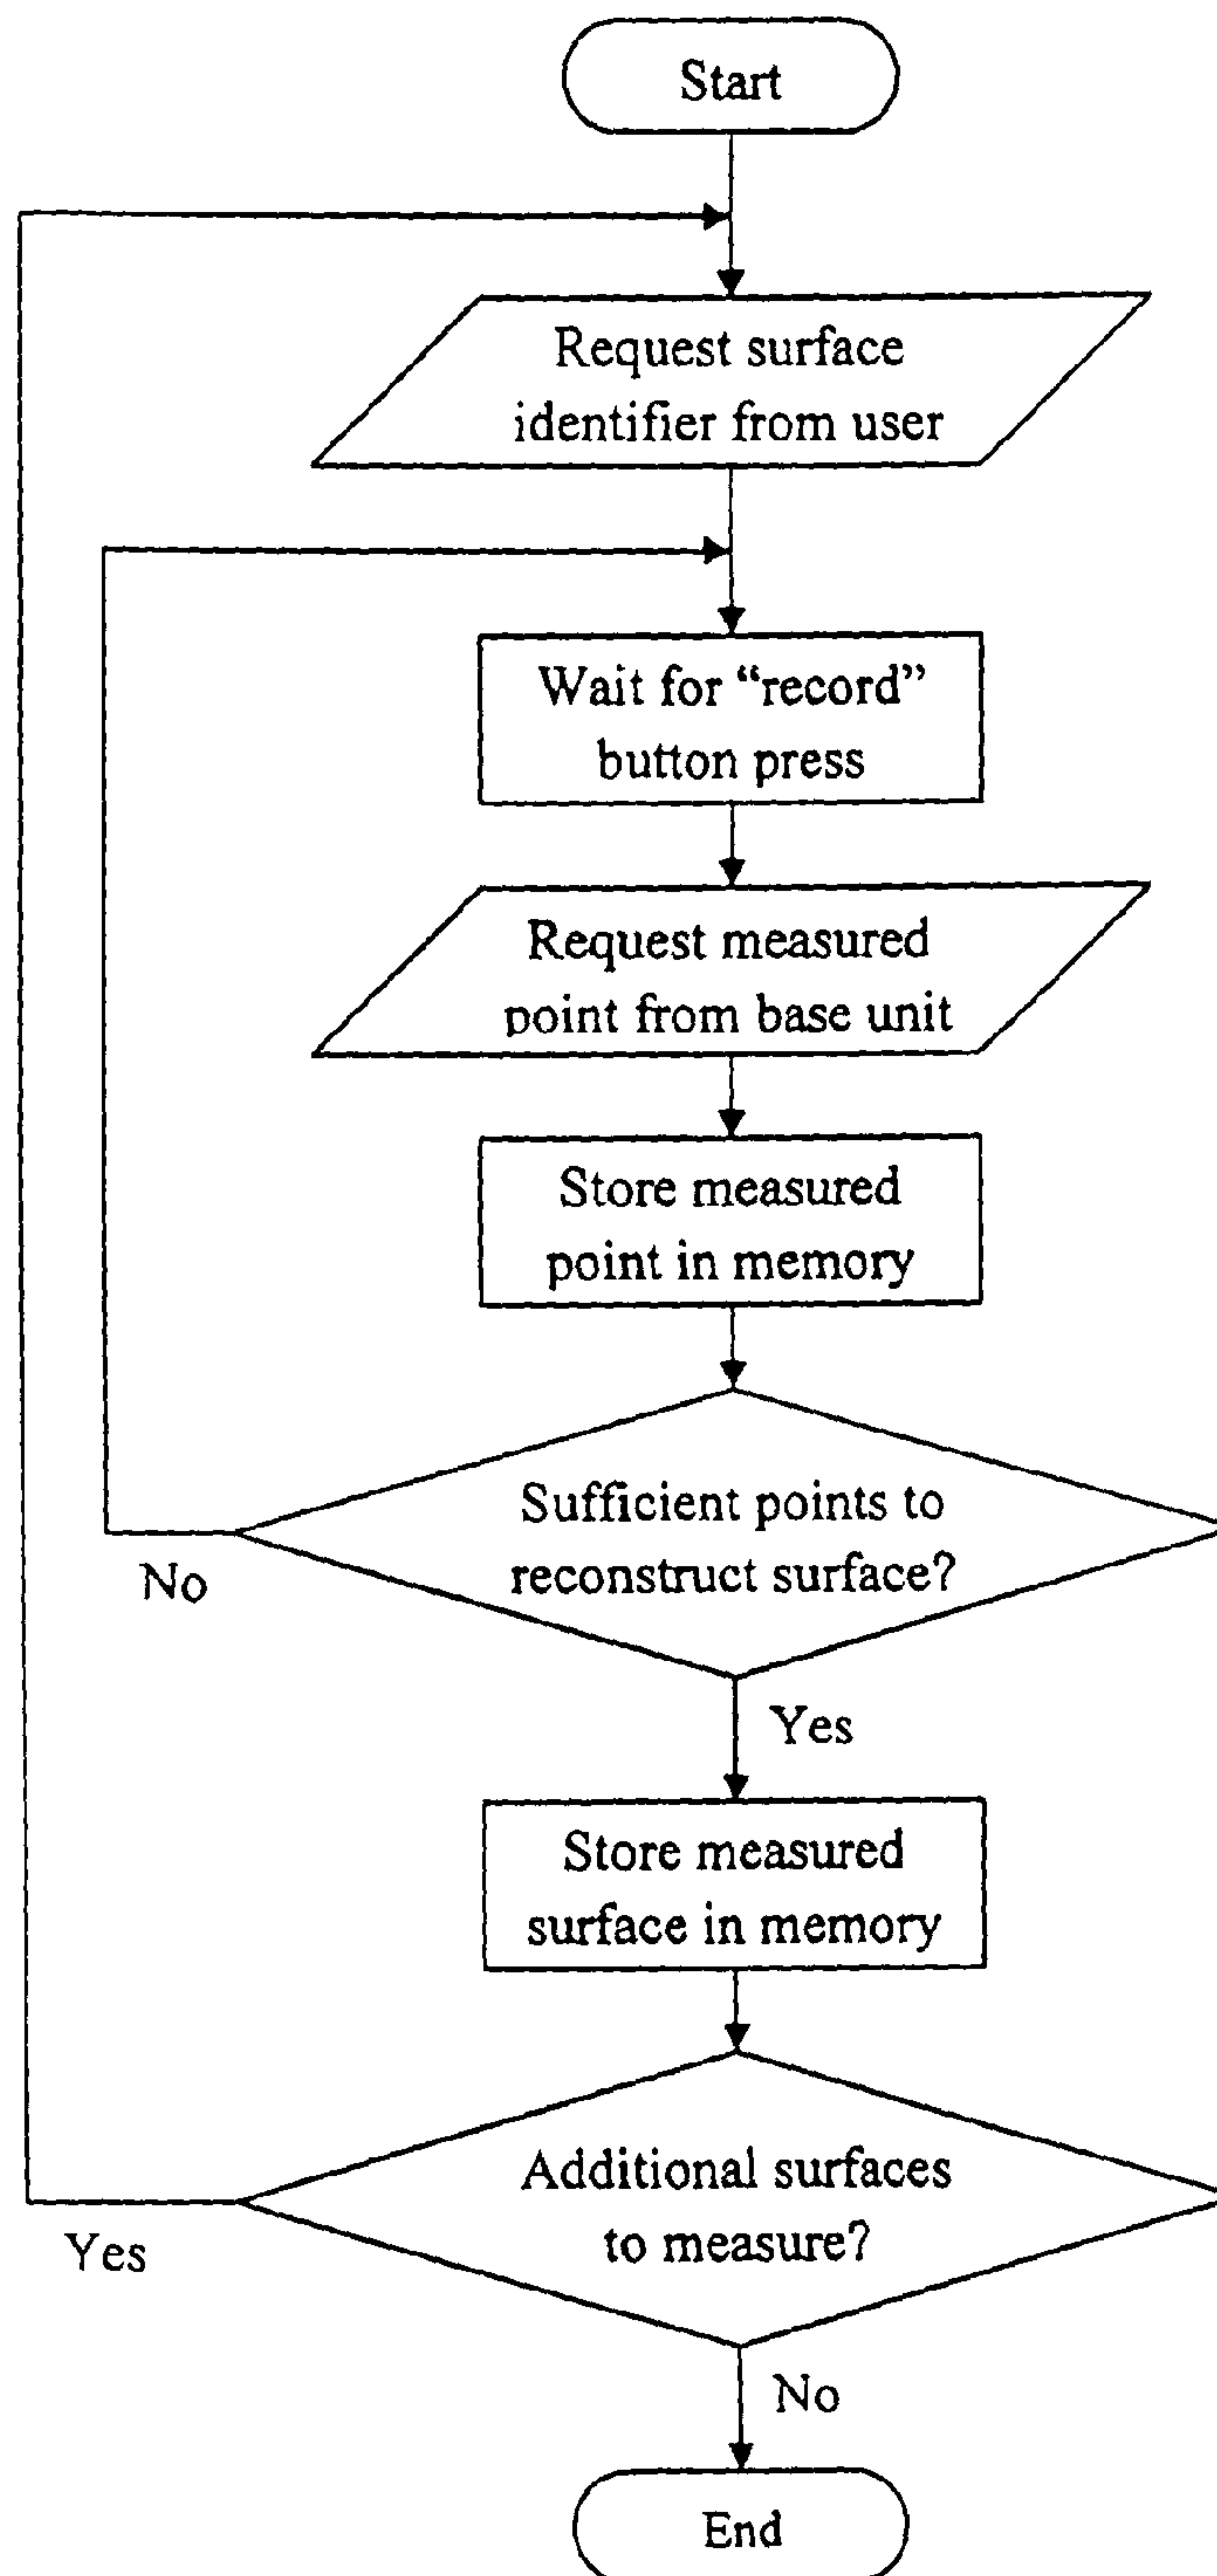 Start
Request surface
identifier from user
Wait for “record”
button press
Request measured
point from base unit
Store measured
point in memory
Sufficient points to
reconstruct surface?
No
Yes
Store measured
surface in memory
Additional surfaces
to measure?
Yes
No
End